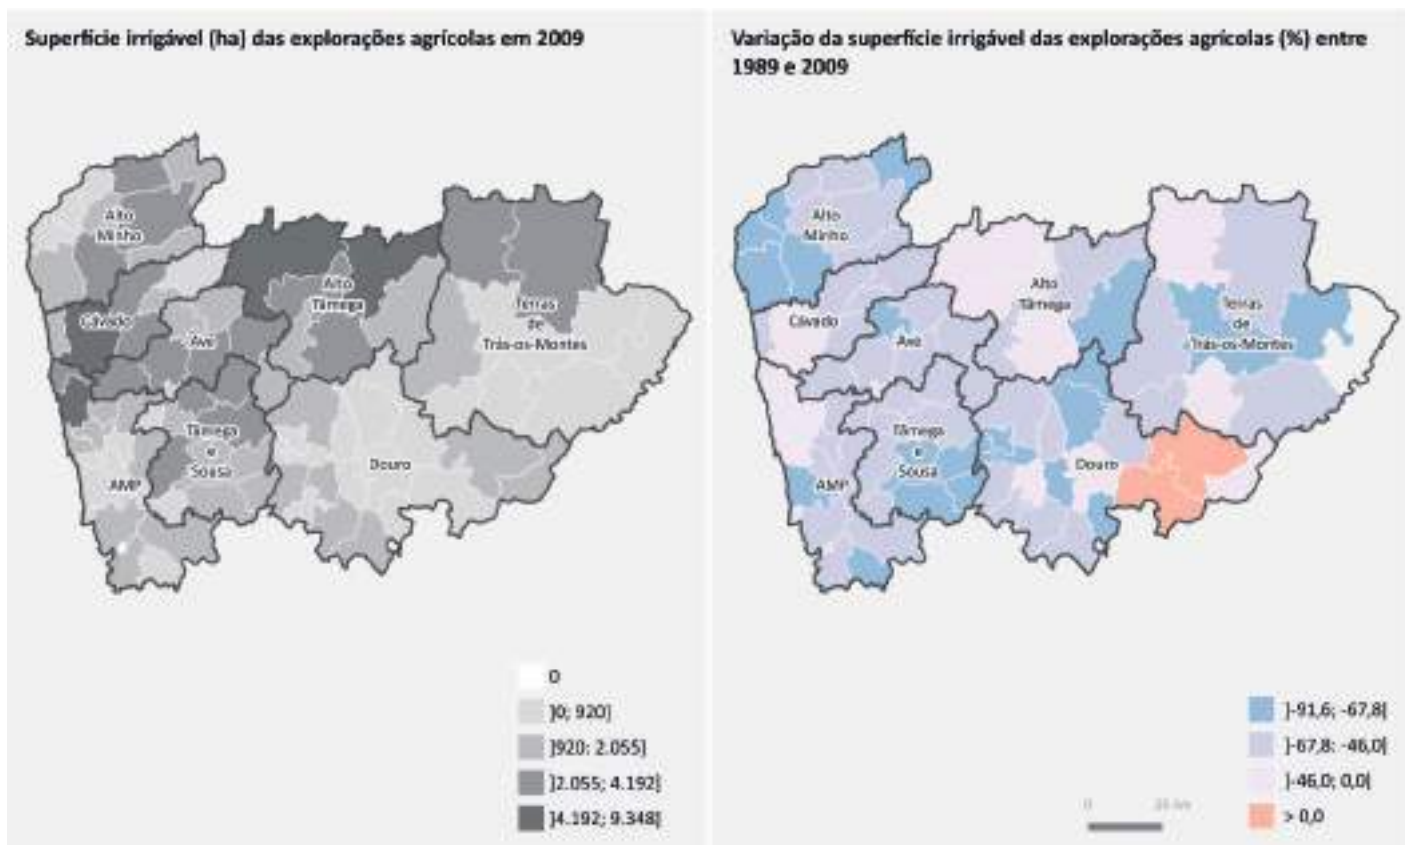 Superfície irrigável (ha) das explorações agrícolas em 2009
Alto
Minho
Cávado
Ave
Alto
Tâmega
Terras
de
Trás-os-Montes
Tâmega
e
Sousa
AMP
Douro
0
]0; 920]
]920; 2.055]
]2.055; 4.192]
]4.192; 9.348]
Variação da superfície irrigável das explorações agrícolas (%) entre
1989 e 2009
Alto
Minho
Cávado
Ave
Alto
Tâmega
Terras
de
Trás-os-Montes
Tâmega
e
Sousa
AMP
Douro
]-91,6; -67,8[
]-67,8; -46,0[
]-46,0; 0,0[
> 0,0
0